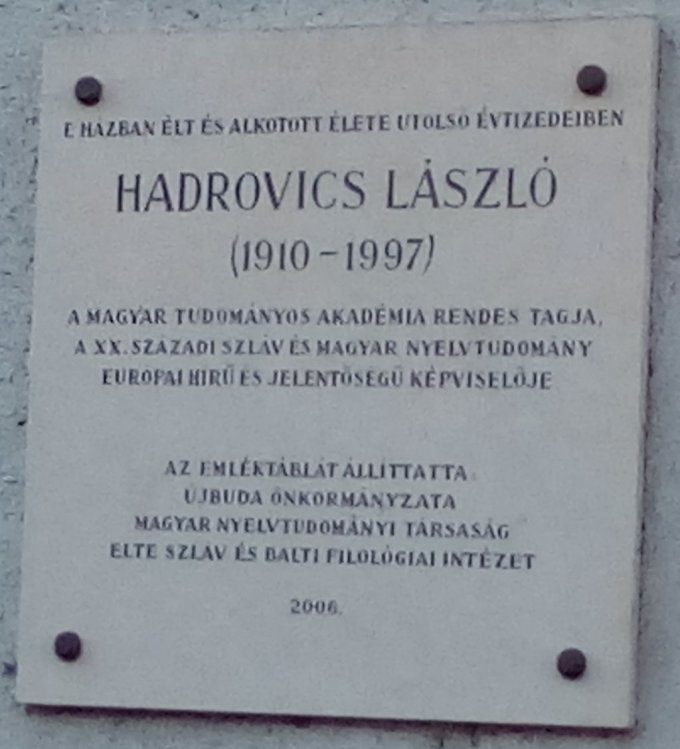 E HÁZBAN ÉLT ÉS ALKOTOTT ÉLETE UTOLSÓ ÉVTIZEDEIBEN
HADROVICS LÁSZLÓ
(1910-1997)
A MAGYAR TUDOMÁNYOS AKADÉMIA RENDES TAGJA,
A XX. SZÁZADI SZLÁV ÉS MAGYAR NYELVTUDOMÁNY
EURÓPAI HIRŰ ÉS JELENTŐSÉGŰ KÉPVISELŐJE
AZ EMLÉKTÁBLÁT ÁLLÍTTATTA
ÚJBUDA ÖNKORMÁNYZATA
MAGYAR NYELVTUDOMÁNYI TÁRSASÁG
ELTE SZLÁV ÉS BALTI FILOLÓGIAI INTÉZET
2006.